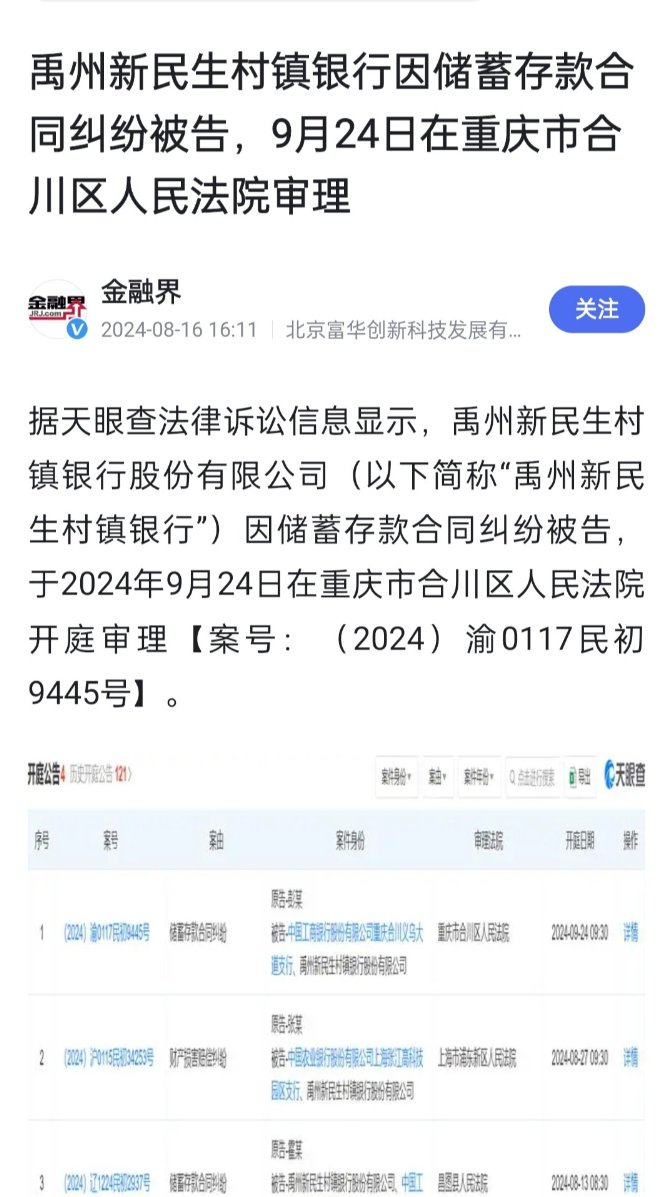 禹州新民生村镇银行因储蓄存款合
同纠纷被告，9月24日在重庆市合
川区人民法院审理
金融界
JRJ.com
金融界
2024-08-16 16:11
北京富华创新科技发展有...
关注
据天眼查法律诉讼信息显示，禹州新民生村
镇银行股份有限公司（以下简称“禹州新民
生村镇银行”）因储蓄存款合同纠纷被告，
于2024年9月24日在重庆市合川区人民法院
开庭审理【案号：（2024）渝0117民初
9445号】。
开庭公告4 历史开庭公告 121>
案件身份 案由 案件年份 点击进行搜索 导出 天眼查
序号 案号 案由 案件身份 审理法院 开庭日期 操作
原告-彭某
1 (2024) 渝0117民初9445号 储蓄存款合同纠纷 被告-中国工商银行股份有限公司重庆合川义乌大 重庆市合川区人民法院 2024-09-24 09:30 详情
道支行、禹州新民生村镇银行股份有限公司
原告-张某
2 (2024) 沪0115民初34253号 财产损害赔偿纠纷 被告-中国农业银行股份有限公司上海张江高科技 上海市浦东新区人民法院 2024-08-27 09:30 详情
园区支行、禹州新民生村镇银行股份有限公司
原告-霍某
3 (2024) 辽1224民初2937号 储蓄存款合同纠纷 被告-禹州新民生村镇银行股份有限公司、中国工 昌图县人民法院 2024-08-13 08:30 详情